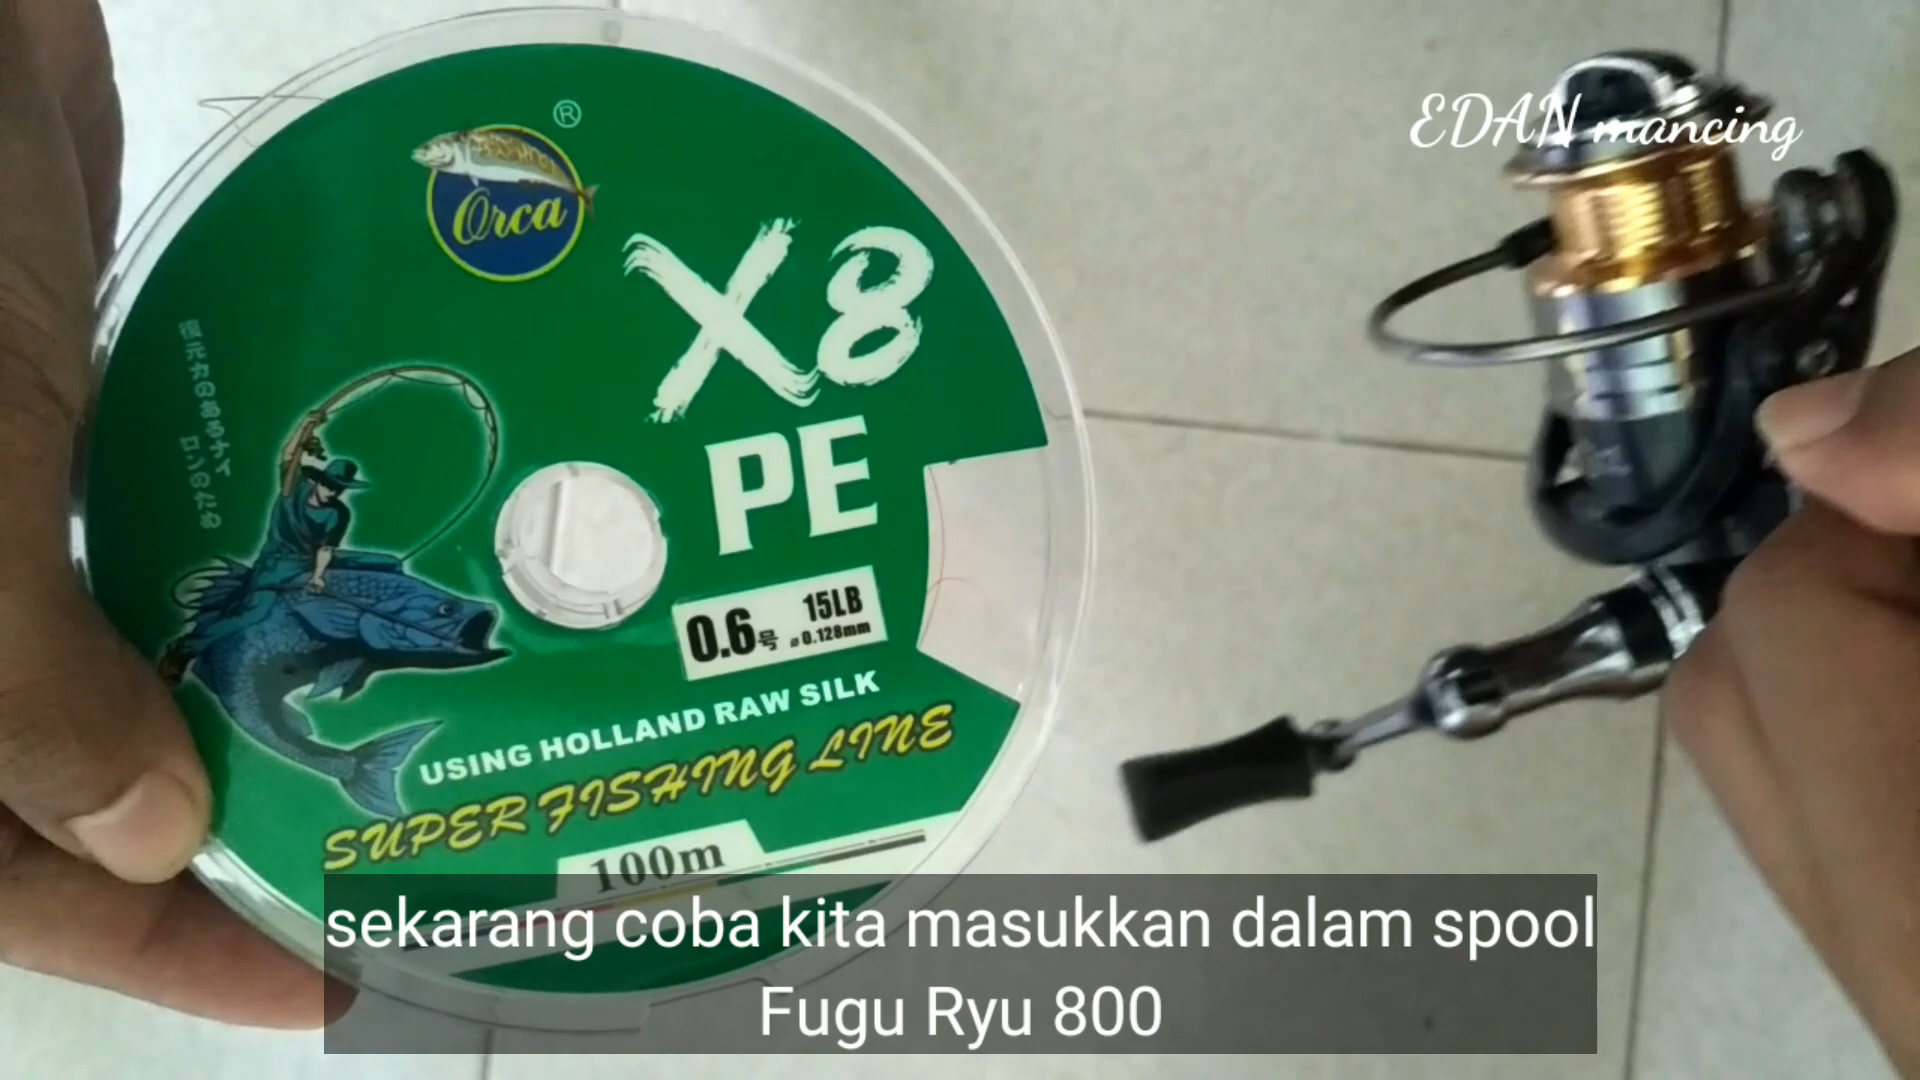 EDAN mancing
®
Orca
X8
PE
0.6号 15LB
⌀0.128mm
USING HOLLAND RAW SILK
SUPER FISHING LINE
100m
sekarang coba kita masukkan dalam spool
Fugu Ryu 800